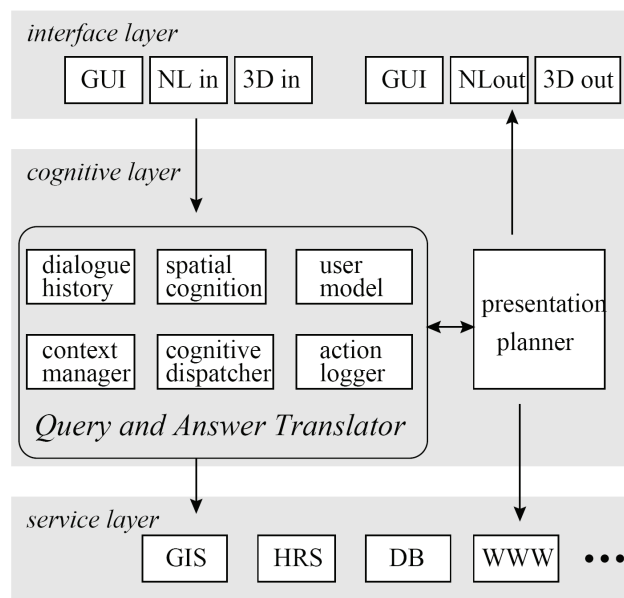 interface layer
GUI NL in 3D in GUI NLout 3D out
cognitive layer
dialogue
history
spatial
cognition
user
model
presentation
planner
context
manager
cognitive
dispatcher
action
logger
Query and Answer Translator
service layer
GIS HRS DB WWW •••